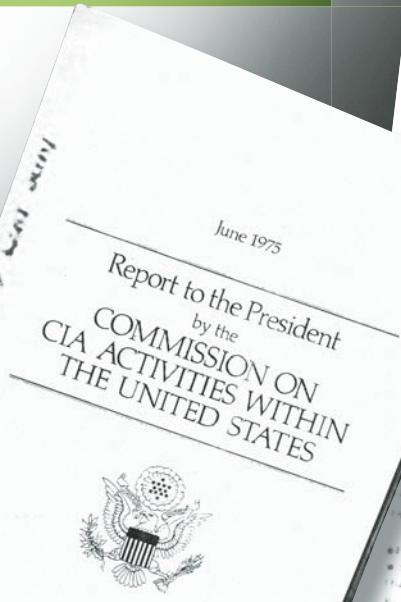 June 1975
Report to the President
by the
COMMISSION ON
CIA ACTIVITIES WITHIN
THE UNITED STATES